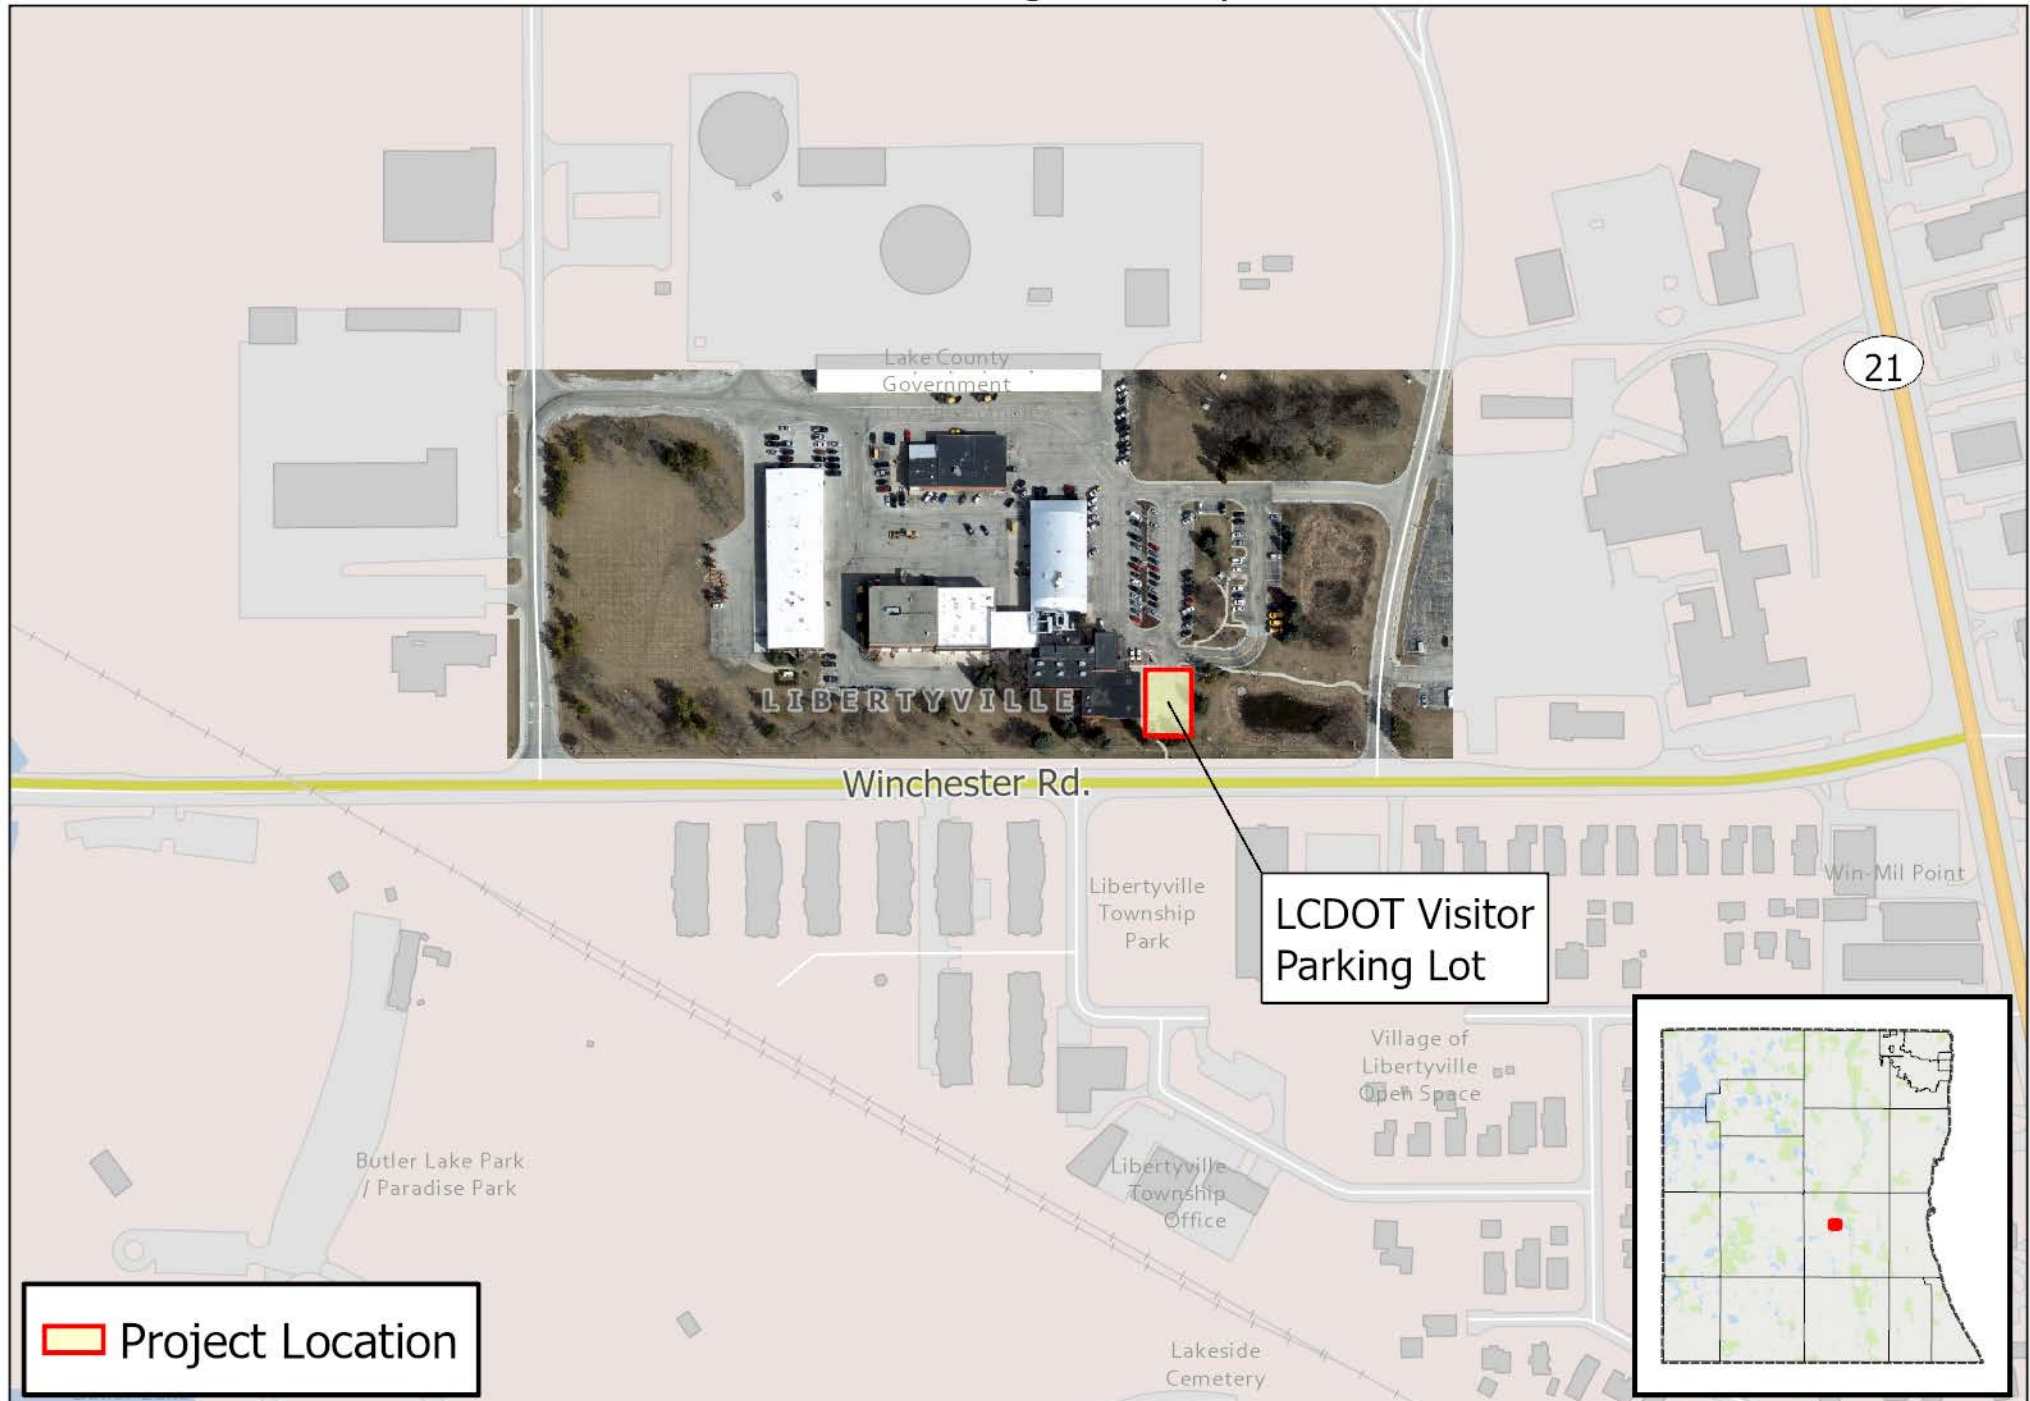 Lake County
Government
21
LIBERTYVILLE
Winchester Rd.
Libertyville
Township
Park
Win-Mil Point
LCDOT Visitor
Parking Lot
Village of
Libertyville
Open Space
Butler Lake Park
/ Paradise Park
Libertyville
Township
Office
Lakeside
Cemetery
Project Location